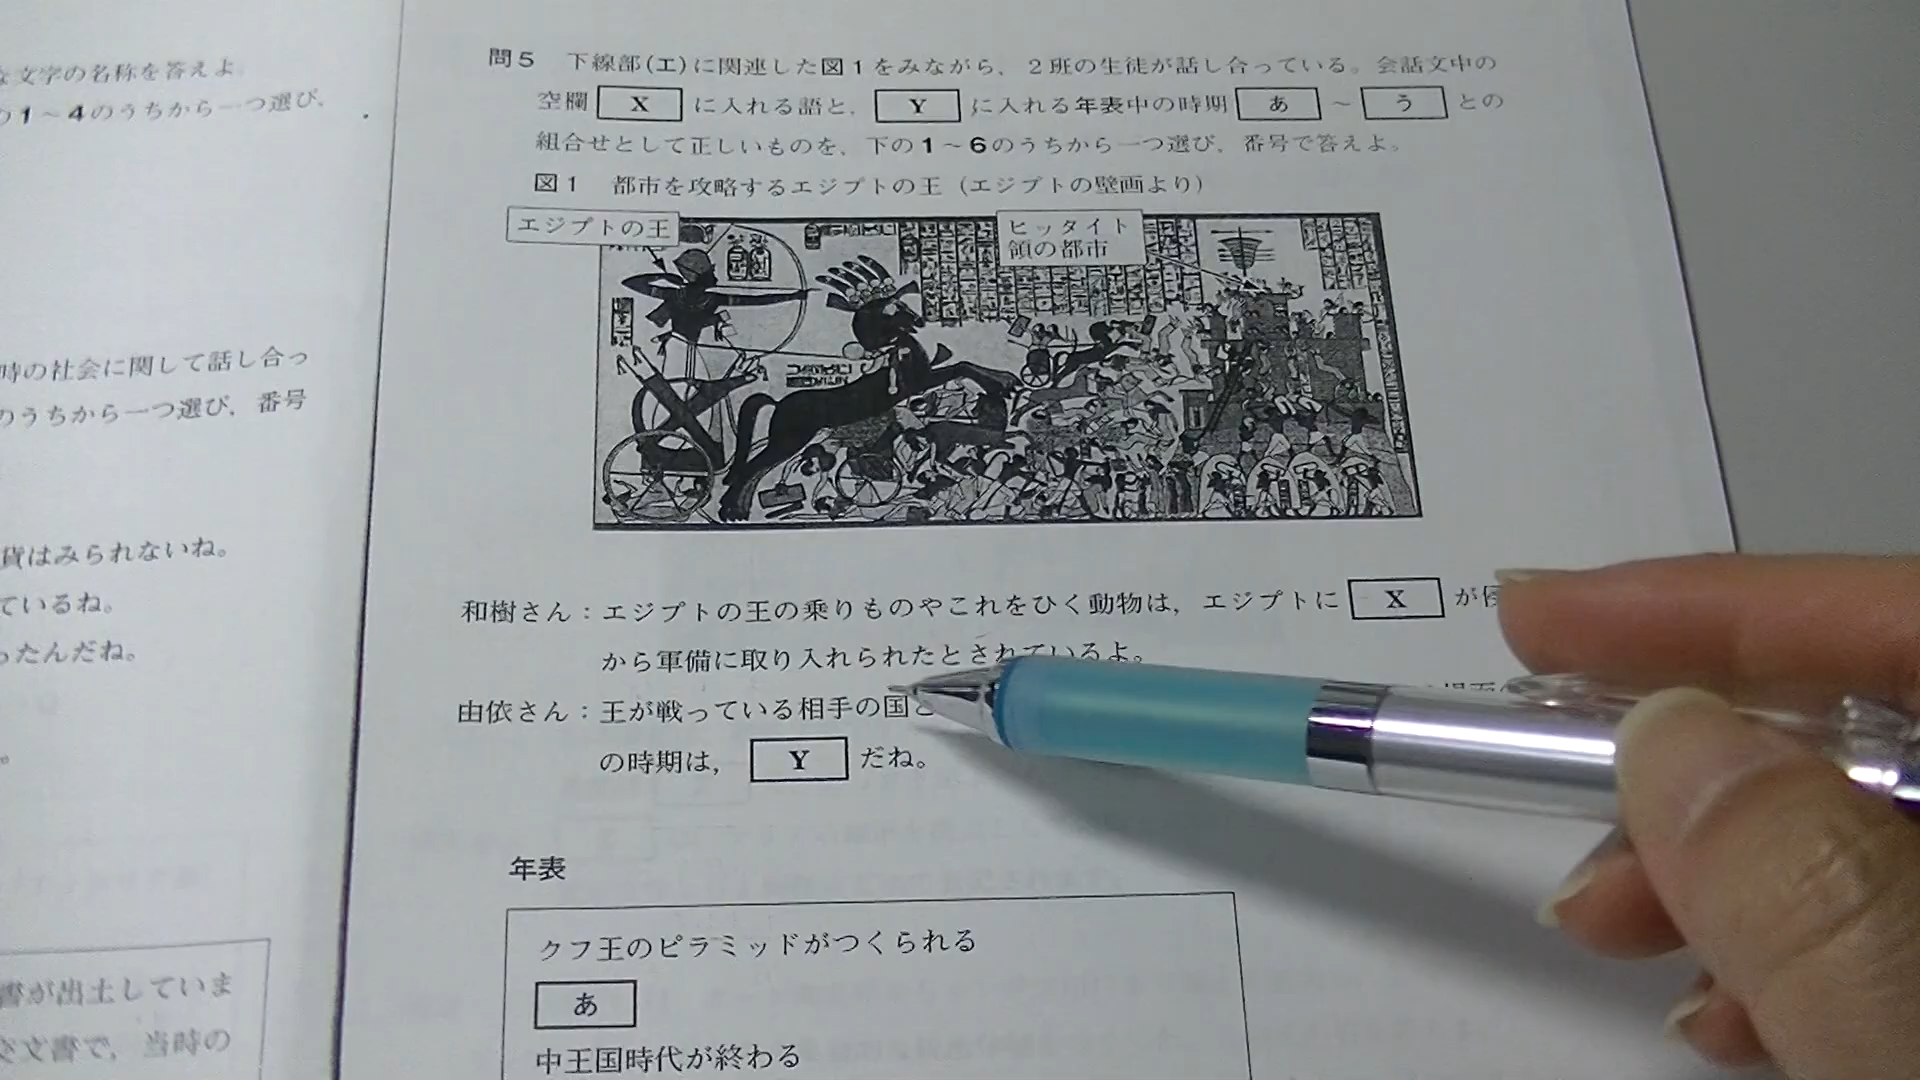 な文字の名称を答えよ
の1～4のうちから一つ選び、
時の社会に関して話し合っ
のうちから一つ選び、番号
貨はみられないね。
ているね。
ったんだね。
書が出土していま
交文書で、当時の
問5 下線部(エ)に関連した図1をみながら、2班の生徒が話し合っている。会話文中の
空欄 X に入れる語と、 Y に入れる年表中の時期 あ ～ う との
組合せとして正しいものを、下の1～6のうちから一つ選び、番号で答えよ。
図1 都市を攻略するエジプトの王（エジプトの壁画より）
エジプトの王
ヒッタイト
領の都市
和樹さん：エジプトの王の乗りものやこれをひく動物は、エジプトに X が
から軍備に取り入れられたとされているよ。
由依さん：王が戦っている相手の国と
の時期は、 Y だね。
年表
クフ王のピラミッドがつくられる
あ
中王国時代が終わる